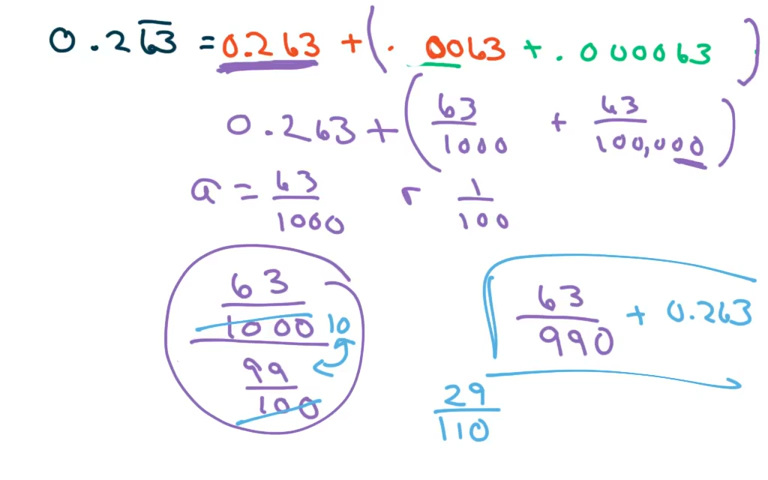 0.2\overline{63} = 0.263 + ( . 0063 + .000063 )
0.263 + ( 63/1000 + 63/100,000 )
a = 63/1000 r 1/100
63/1000 10
99/100
63/990 + 0.263
29/110